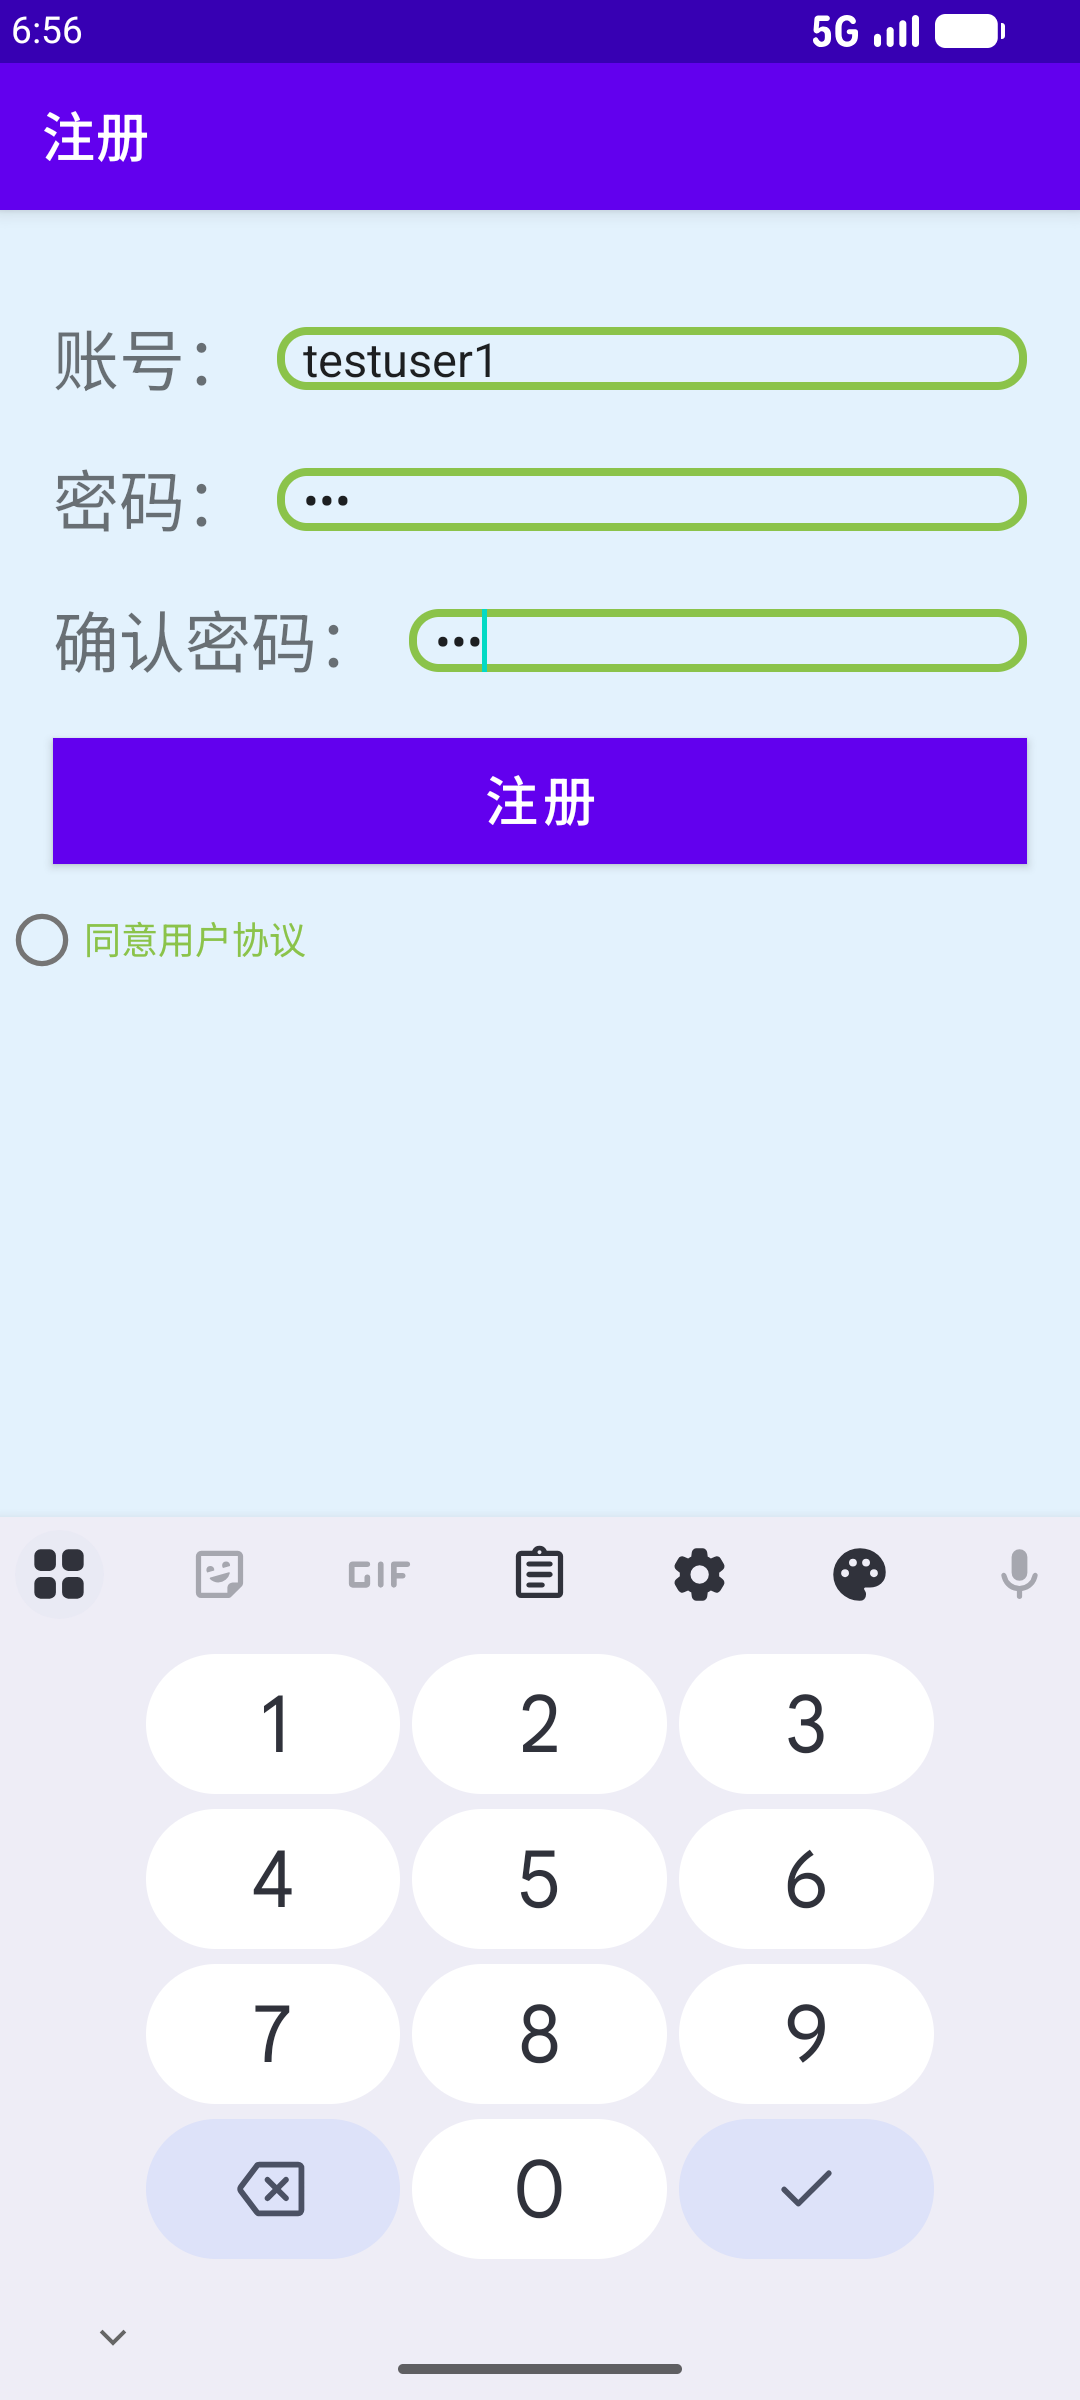 6:56 5G
注册
账号： testuser1
密码： •••
确认密码： •••
注册
同意用户协议
GIF
1 2 3
4 5 6
7 8 9
0